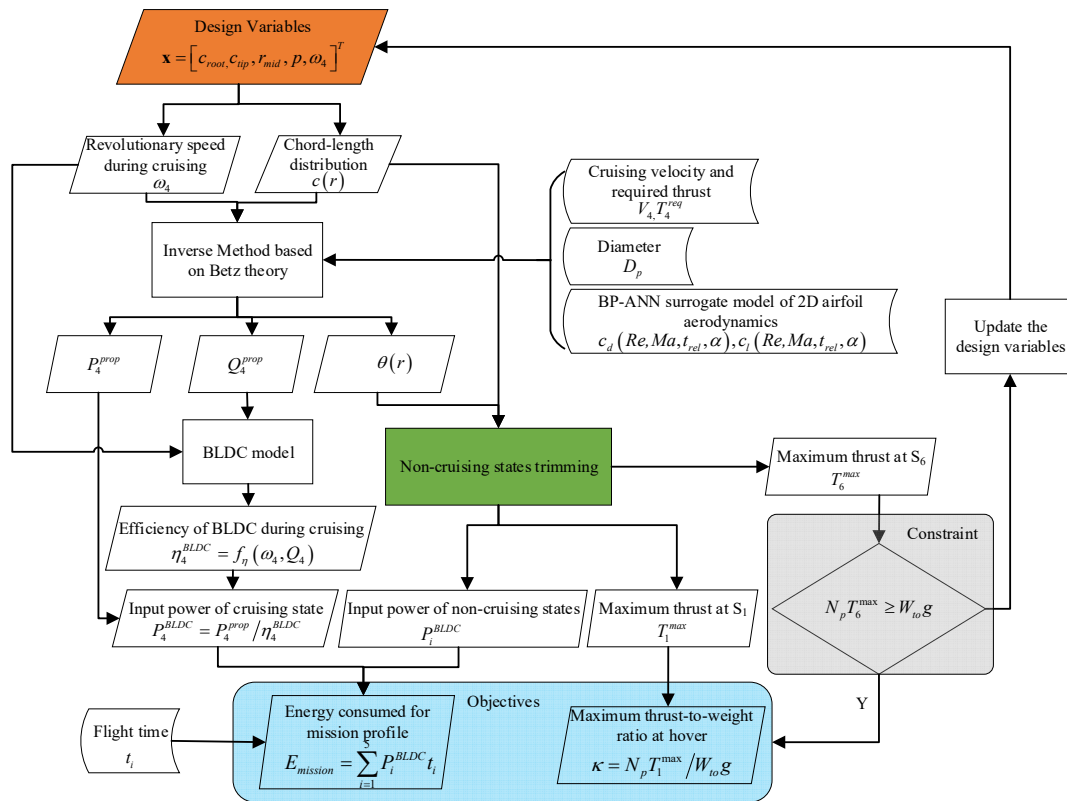 Design Variables
x = [c_root, c_tip, r_mid, p, ω_4]^T
Revolutionary speed
during cruising
ω_4
Chord-length
distribution
c(r)
Cruising velocity and
required thrust
V_4, T_4^req
Inverse Method based
on Betz theory
Diameter
D_p
BP-ANN surrogate model of 2D airfoil
aerodynamics
c_d (Re, Ma, t_rel, α), c_l (Re, Ma, t_rel, α)
Update the
design variables
P_4^prop
Q_4^prop
θ(r)
BLDC model
Non-cruising states trimming
Maximum thrust at S_6
T_6^max
Efficiency of BLDC during cruising
η_4^BLDC = f_η (ω_4, Q_4)
Constraint
N_p T_6^max ≥ W_to g
Input power of cruising state
P_4^BLDC = P_4^prop / η_4^BLDC
Input power of non-cruising states
P_i^BLDC
Maximum thrust at S_1
T_1^max
Y
Objectives
Flight time
t_i
Energy consumed for
mission profile
E_mission = ∑_{i=1}^{5} P_i^BLDC t_i
Maximum thrust-to-weight
ratio at hover
κ = N_p T_1^max / W_to g